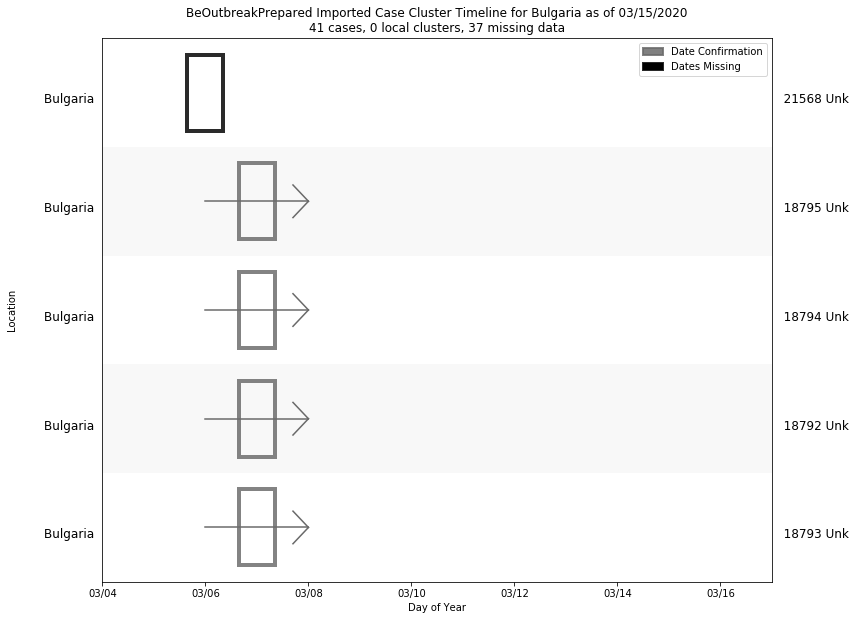 BeOutbreakPrepared Imported Case Cluster Timeline for Bulgaria as of 03/15/2020
41 cases, 0 local clusters, 37 missing data
Date Confirmation
Dates Missing
Bulgaria 21568 Unk
Bulgaria 18795 Unk
Bulgaria 18794 Unk
Bulgaria 18792 Unk
Bulgaria 18793 Unk
Location
03/04 03/06 03/08 03/10 03/12 03/14 03/16
Day of Year